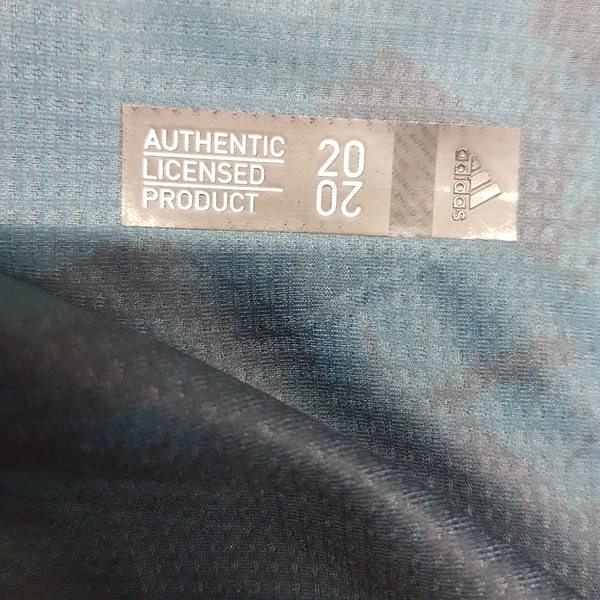 AUTHENTIC
LICENSED
PRODUCT
20
20
adidas